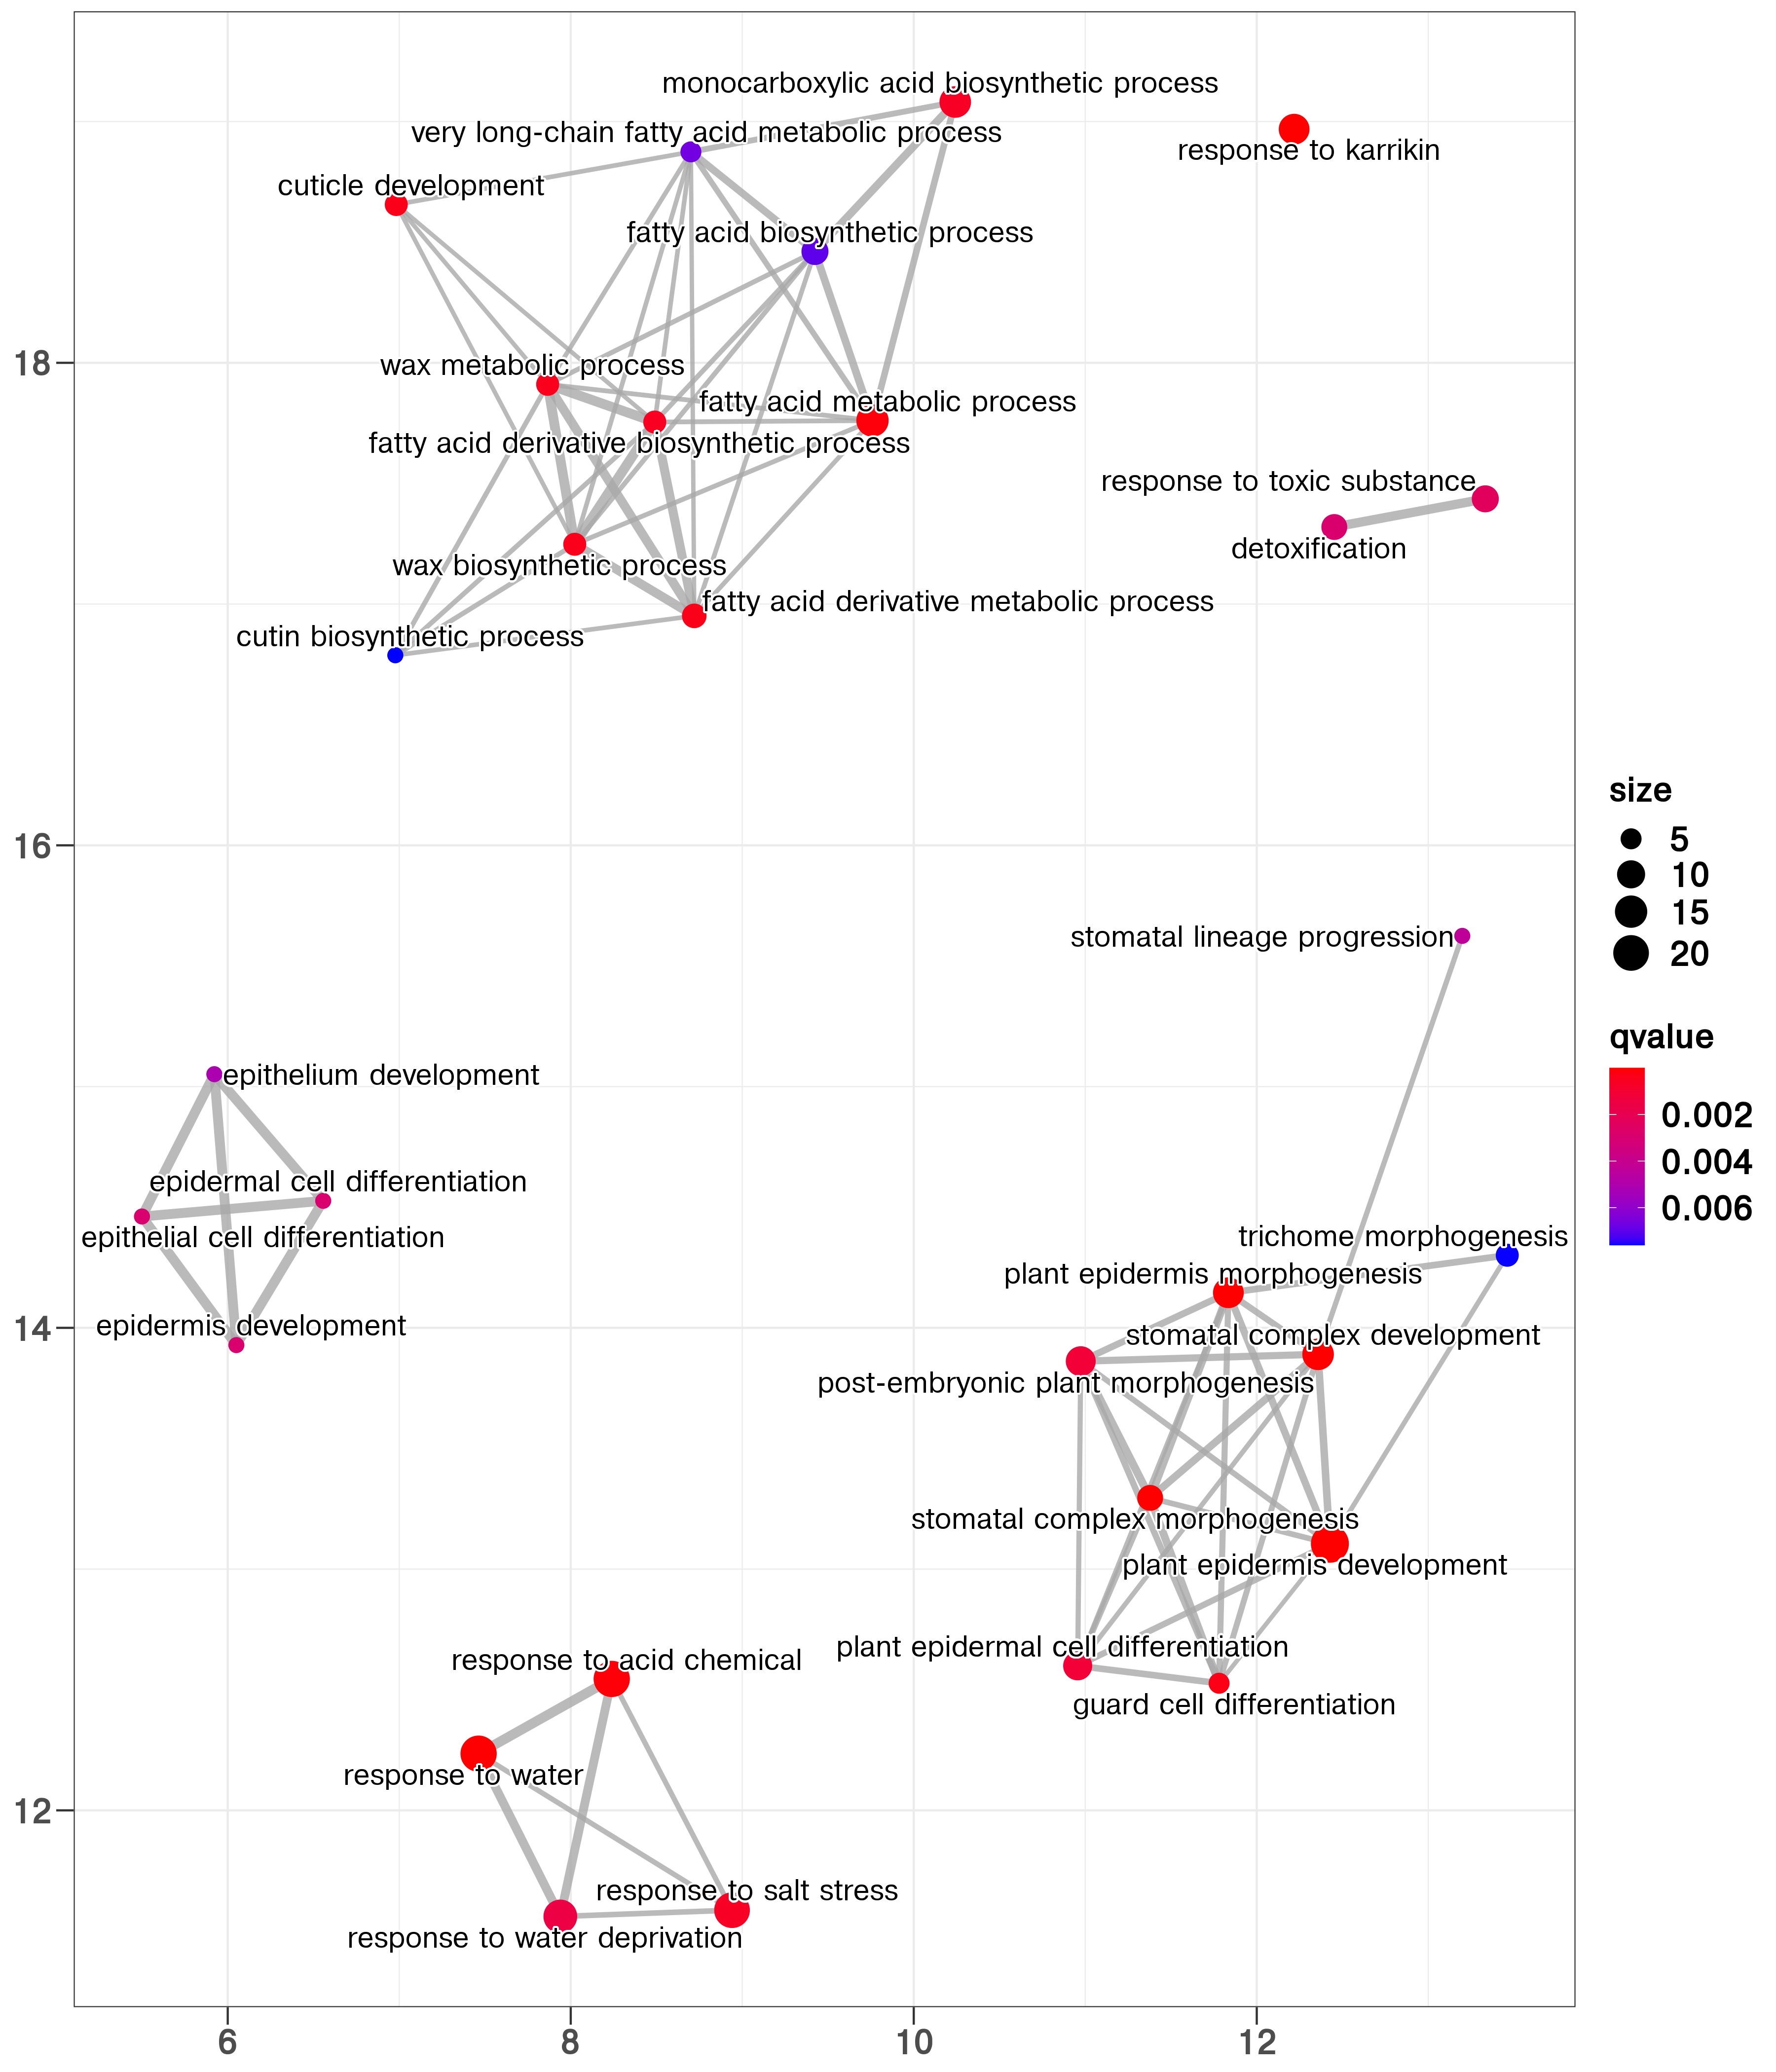 monocarboxylic acid biosynthetic process
very long-chain fatty acid metabolic process
response to karrikin
cuticle development
fatty acid biosynthetic process
18
wax metabolic process
fatty acid metabolic process
fatty acid derivative biosynthetic process
response to toxic substance
detoxification
wax biosynthetic process
fatty acid derivative metabolic process
cutin biosynthetic process
16
stomatal lineage progression
epithelium development
epidermal cell differentiation
epithelial cell differentiation
epidermis development
14
trichome morphogenesis
plant epidermis morphogenesis
stomatal complex development
post-embryonic plant morphogenesis
stomatal complex morphogenesis
plant epidermis development
plant epidermal cell differentiation
guard cell differentiation
response to acid chemical
response to water
12
response to salt stress
response to water deprivation
6 8 10 12
size
5
10
15
20
qvalue
0.002
0.004
0.006